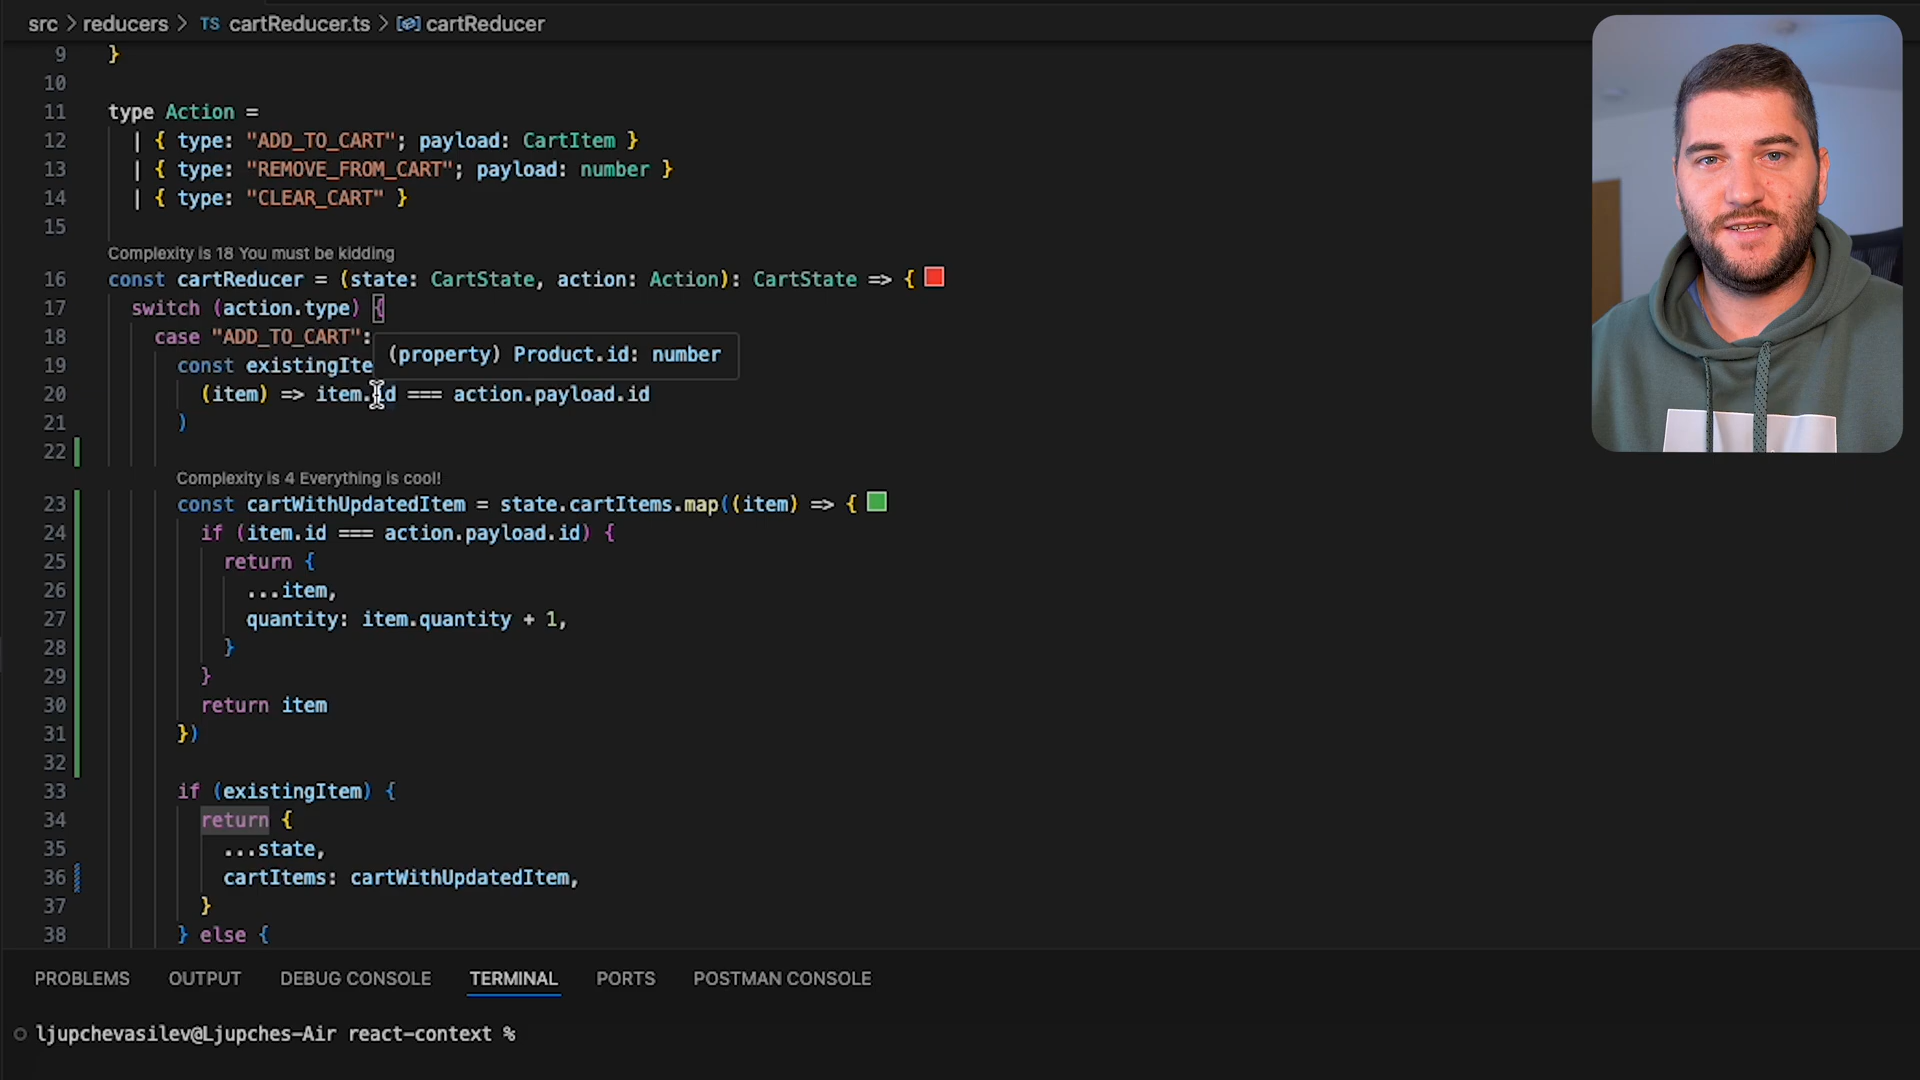 src > reducers > TS cartReducer.ts > cartReducer
9 }
10
11 type Action =
12 | { type: "ADD_TO_CART"; payload: CartItem }
13 | { type: "REMOVE_FROM_CART"; payload: number }
14 | { type: "CLEAR_CART" }
15
Complexity is 18 You must be kidding
16 const cartReducer = (state: CartState, action: Action): CartState => {
17 switch (action.type) {
18 case "ADD_TO_CART":
(property) Product.id: number
19 const existingIte
20 (item) => item.id === action.payload.id
21 )
22
Complexity is 4 Everything is cool!
23 const cartWithUpdatedItem = state.cartItems.map((item) => {
24 if (item.id === action.payload.id) {
25 return {
26 ...item,
27 quantity: item.quantity + 1,
28 }
29 }
30 return item
31 })
32
33 if (existingItem) {
34 return {
35 ...state,
36 cartItems: cartWithUpdatedItem,
37 }
38 } else {
PROBLEMS OUTPUT DEBUG CONSOLE TERMINAL PORTS POSTMAN CONSOLE
ljupchevasilev@Ljupches-Air react-context %